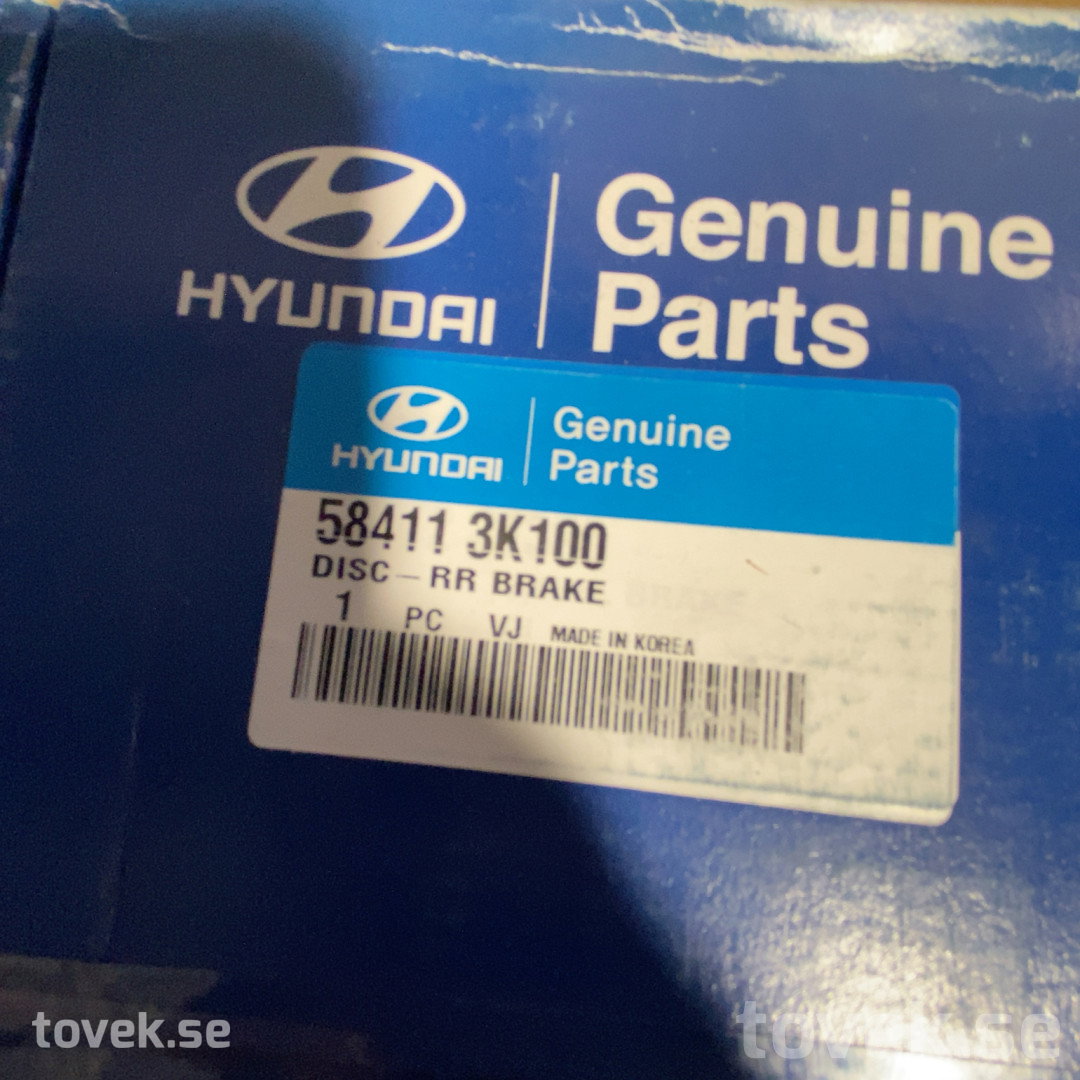 HYUNDAI
Genuine
Parts
HYUNDAI
Genuine
Parts
58411 3K100
DISC-RR BRAKE
1 PC VJ MADE IN KOREA
tovek.se
tovek.se